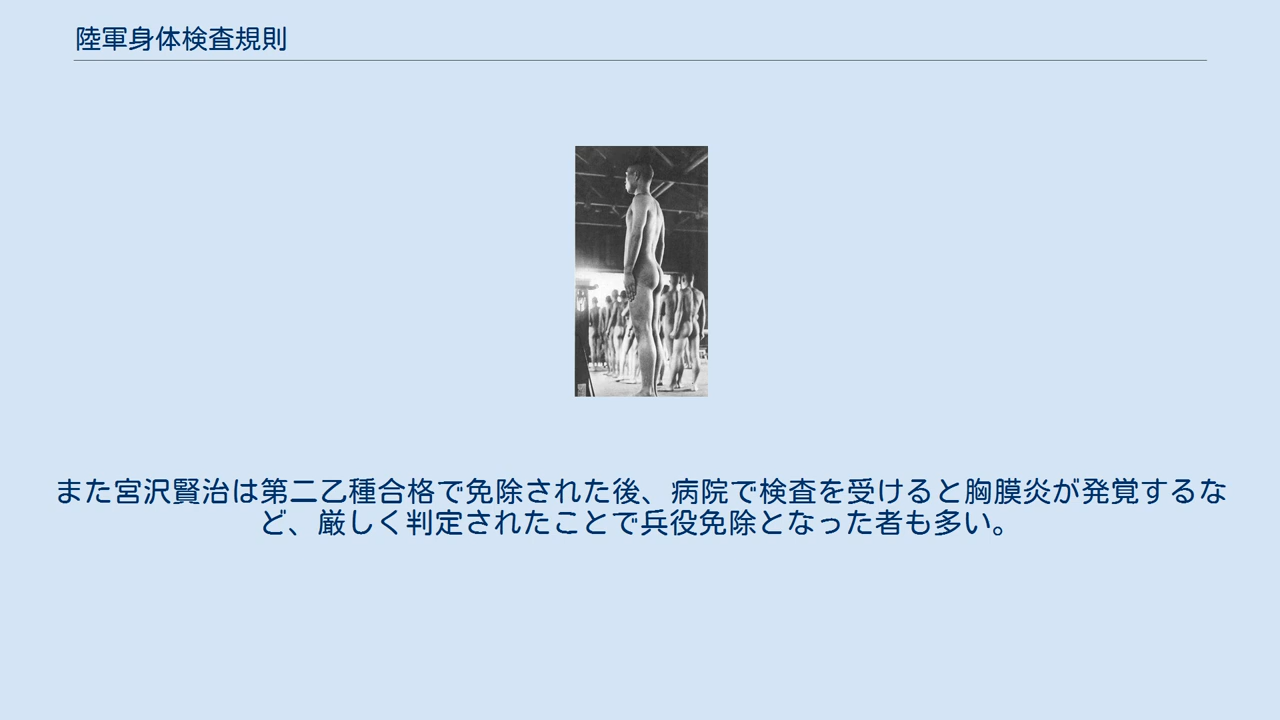 陸軍身体検査規則
また宮沢賢治は第二乙種合格で免除された後、病院で検査を受けると胸膜炎が発覚するな
ど、厳しく判定されたことで兵役免除となった者も多い。